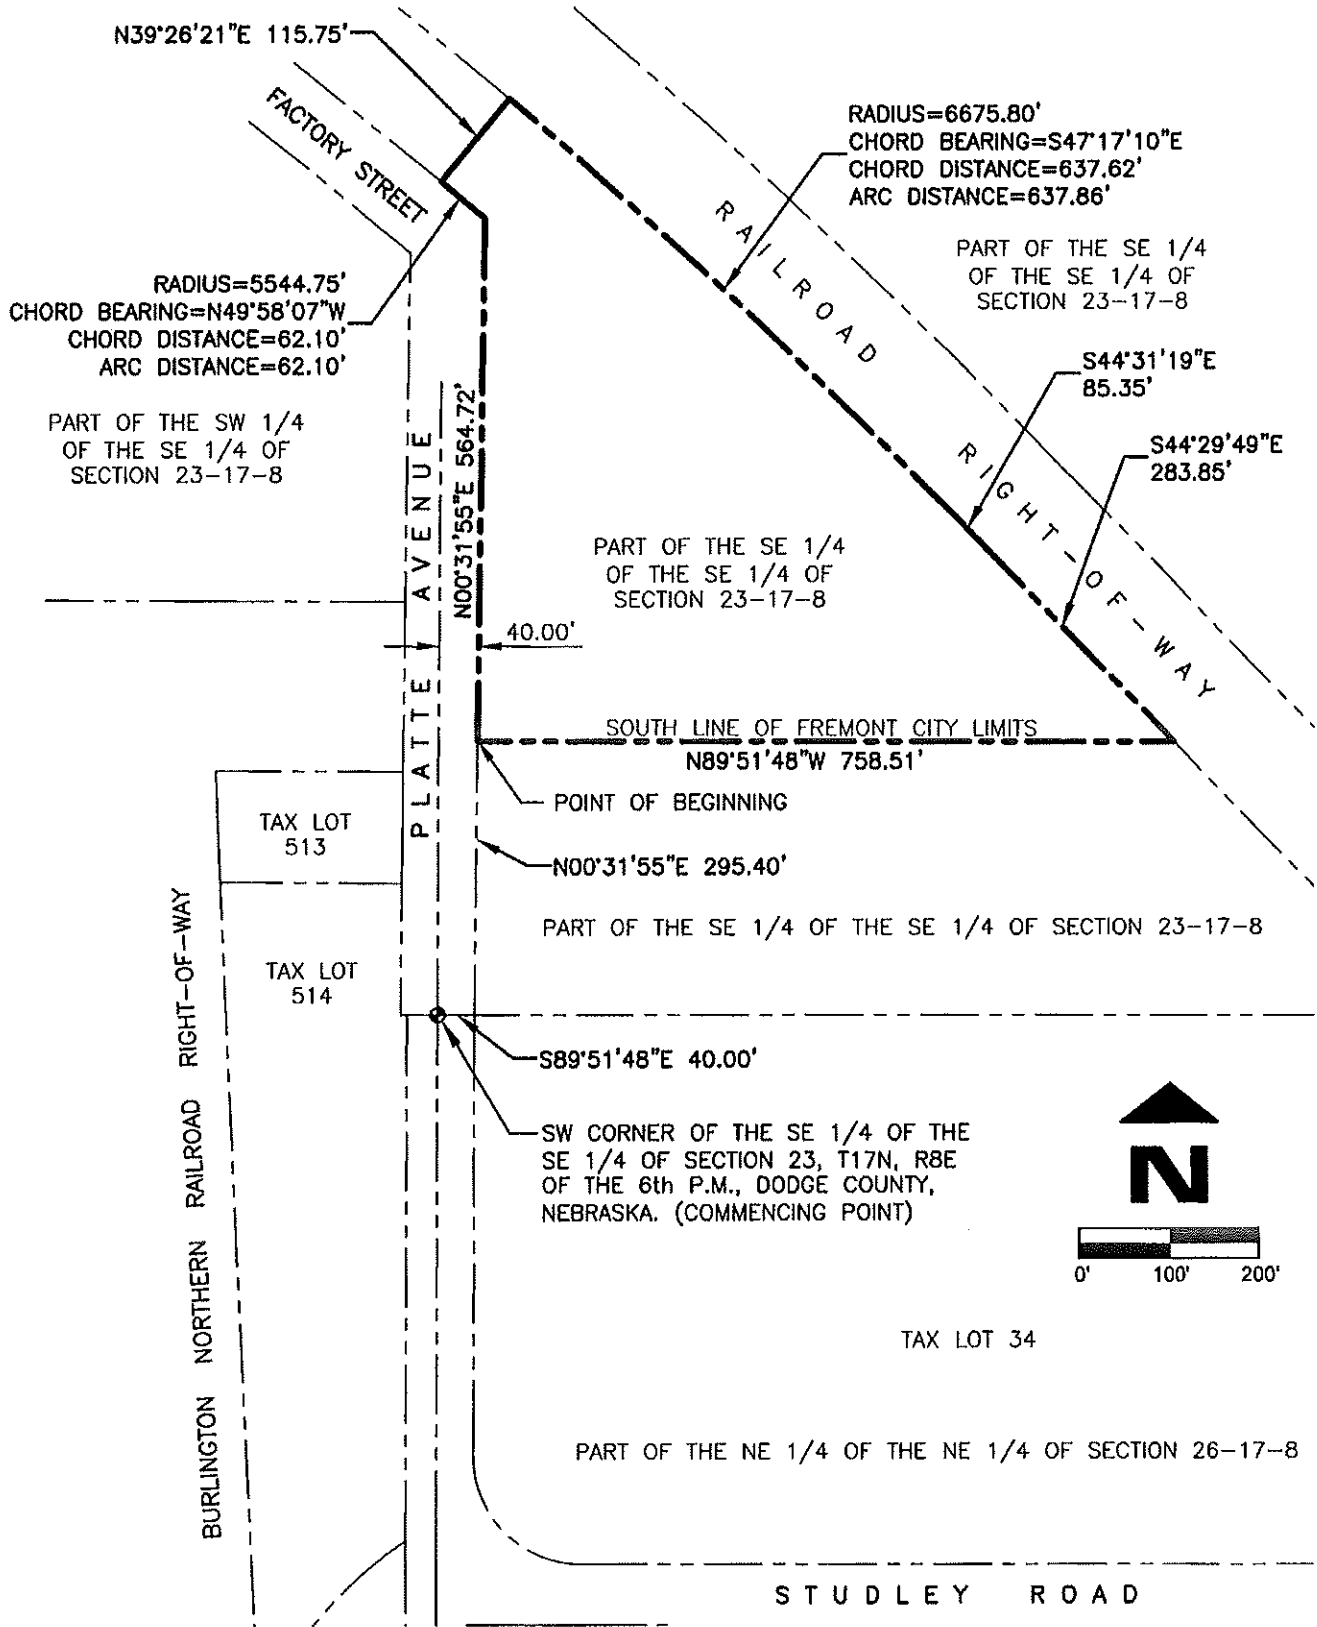 N39°26'21"E 115.75'
FACTORY STREET
RADIUS=6675.80'
CHORD BEARING=S47°17'10"E
CHORD DISTANCE=637.62'
ARC DISTANCE=637.86'
RAILROAD RIGHT-OF-WAY
PART OF THE SE 1/4
OF THE SE 1/4 OF
SECTION 23-17-8
RADIUS=5544.75'
CHORD BEARING=N49°58'07"W
CHORD DISTANCE=62.10'
ARC DISTANCE=62.10'
S44°31'19"E
85.35'
PART OF THE SW 1/4
OF THE SE 1/4 OF
SECTION 23-17-8
S44°29'49"E
283.85'
PLATTE AVENUE
N00°31'55"E 564.72'
PART OF THE SE 1/4
OF THE SE 1/4 OF
SECTION 23-17-8
40.00'
SOUTH LINE OF FREMONT CITY LIMITS
N89°51'48"W 758.51'
POINT OF BEGINNING
TAX LOT
513
N00°31'55"E 295.40'
PART OF THE SE 1/4 OF THE SE 1/4 OF SECTION 23-17-8
TAX LOT
514
BURLINGTON NORTHERN RAILROAD RIGHT-OF-WAY
S89°51'48"E 40.00'
SW CORNER OF THE SE 1/4 OF THE
SE 1/4 OF SECTION 23, T17N, R8E
OF THE 6th P.M., DODGE COUNTY,
NEBRASKA. (COMMENCING POINT)
N
0' 100' 200'
TAX LOT 34
PART OF THE NE 1/4 OF THE NE 1/4 OF SECTION 26-17-8
STUDLEY ROAD